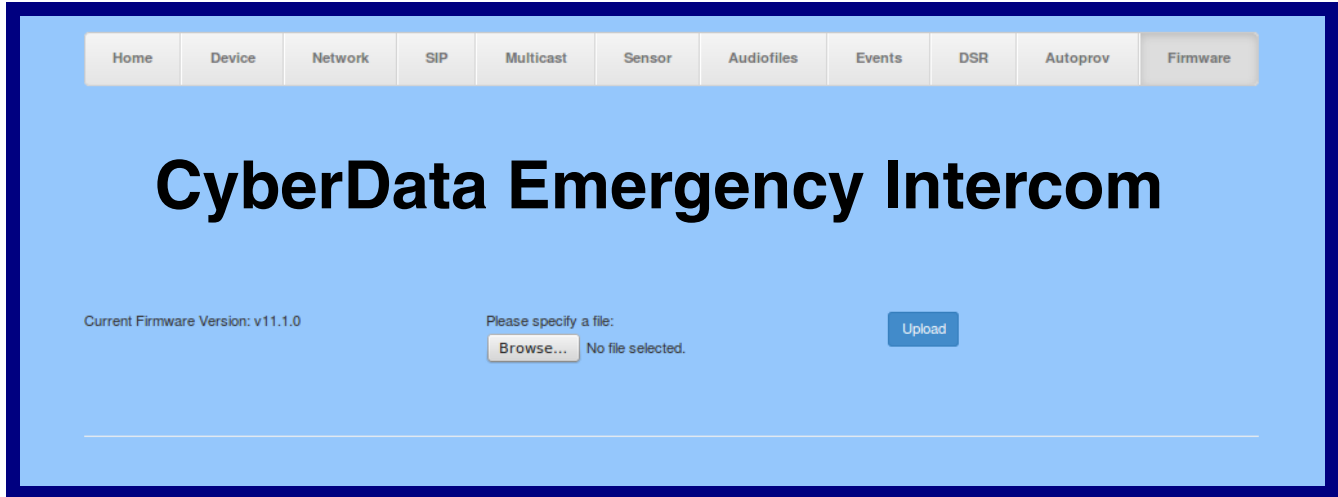 Home Device Network SIP Multicast Sensor Audiofiles Events DSR Autoprov Firmware
CyberData Emergency Intercom
Current Firmware Version: v11.1.0 Please specify a file: Upload
Browse... No file selected.